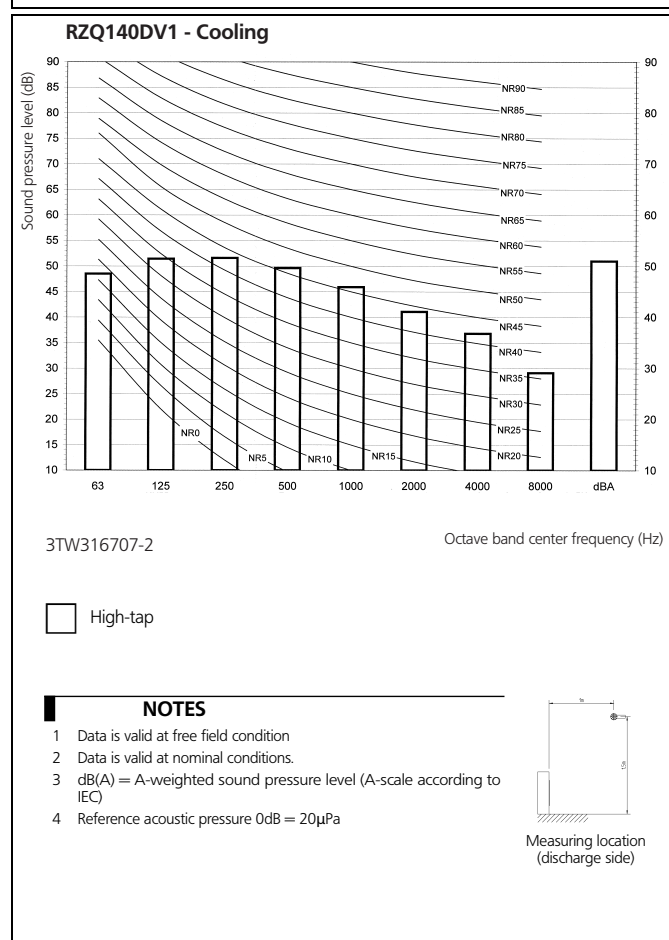 RZQ140DV1 - Cooling
Sound pressure level (dB)
90 90
85
80 80
75
70 70
65
60 60
55
50 50
45
40 40
35
30 30
25
20 20
15
10 10
NR90
NR85
NR80
NR75
NR70
NR65
NR60
NR55
NR50
NR45
NR40
NR35
NR30
NR25
NR20
NR0 NR5 NR10 NR15
63 125 250 500 1000 2000 4000 8000 dBA
3TW316707-2
Octave band center frequency (Hz)
High-tap
NOTES
1 Data is valid at free field condition
2 Data is valid at nominal conditions.
3 dB(A) = A-weighted sound pressure level (A-scale according to
IEC)
4 Reference acoustic pressure 0dB = 20μPa
Measuring location
(discharge side)